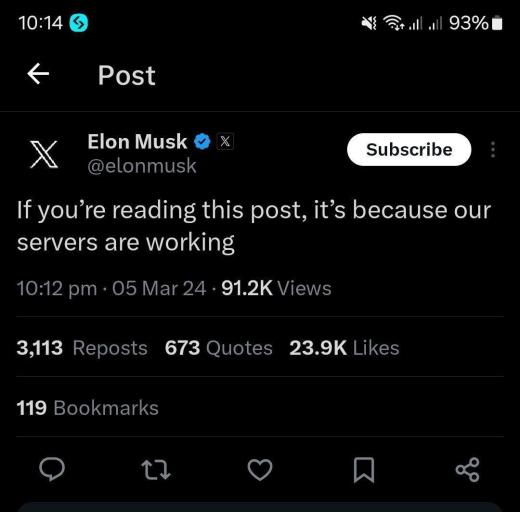 10:14 93%
Post
Elon Musk
Subscribe
@elonmusk
If you’re reading this post, it’s because our
servers are working
10:12 pm · 05 Mar 24 · 91.2K Views
3,113 Reposts 673 Quotes 23.9K Likes
119 Bookmarks